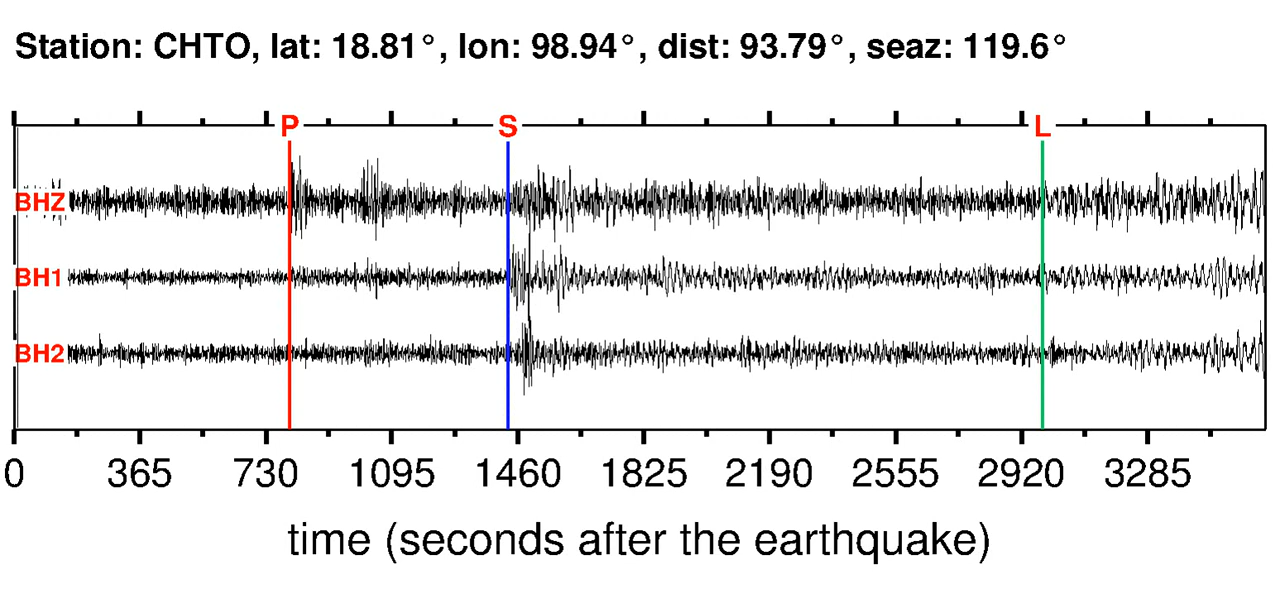 Station: CHTO, lat: 18.81°, lon: 98.94°, dist: 93.79°, seaz: 119.6°
P S L
BHZ
BH1
BH2
0 365 730 1095 1460 1825 2190 2555 2920 3285
time (seconds after the earthquake)